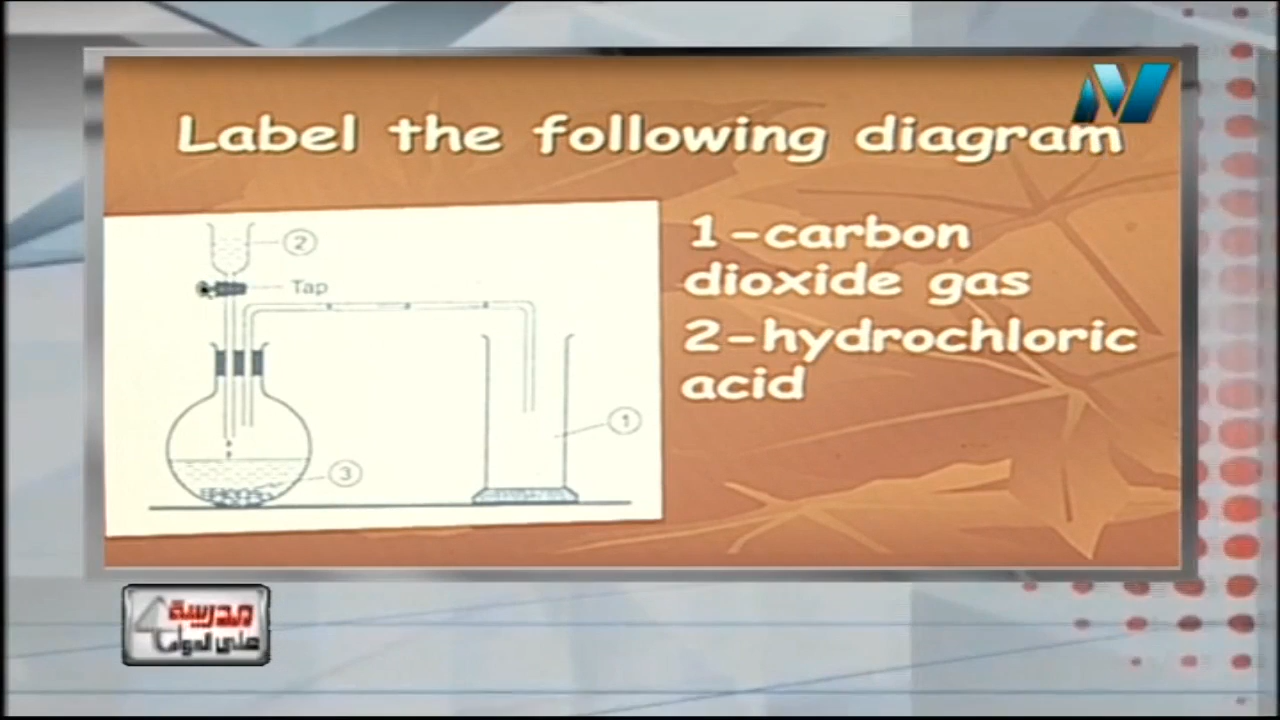 Label the following diagram
2
Tap
1
3
1-carbon
dioxide gas
2-hydrochloric
acid
مدرسة
على الهواء